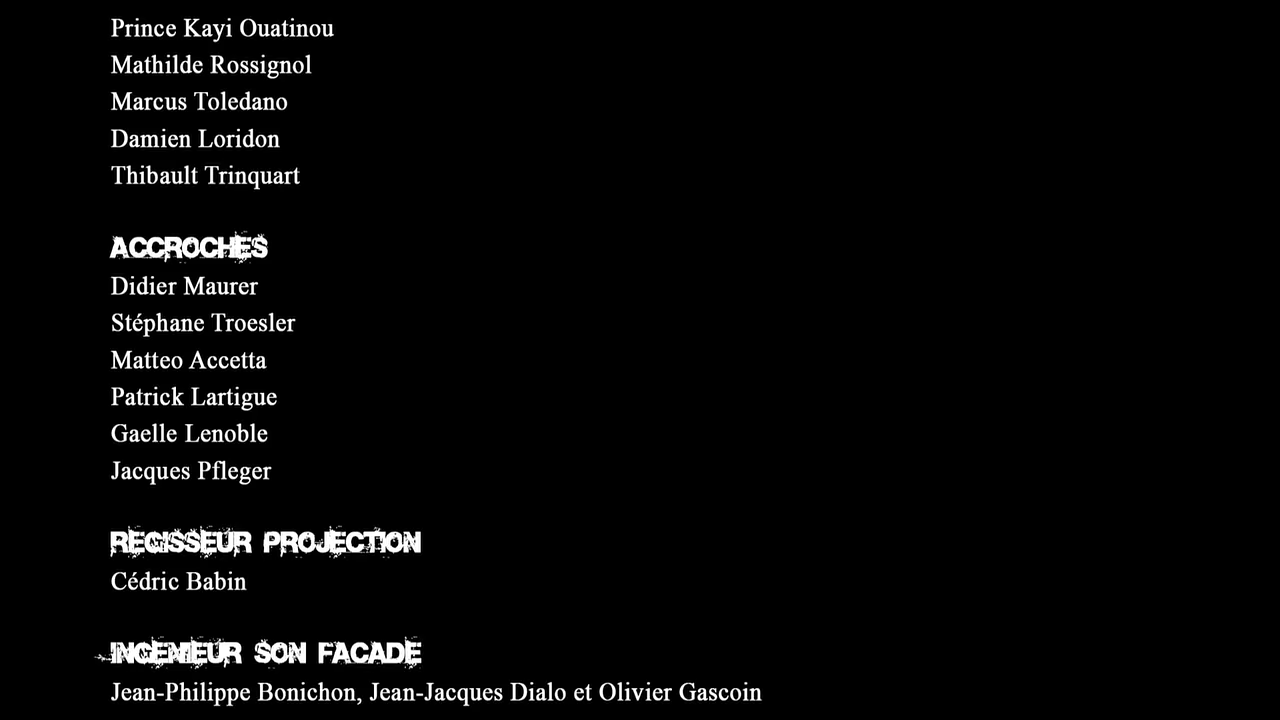 Prince Kayi Ouatinou
Mathilde Rossignol
Marcus Toledano
Damien Loridon
Thibault Trinquart
ACCROCHES
Didier Maurer
Stéphane Troesler
Matteo Accetta
Patrick Lartigue
Gaelle Lenoble
Jacques Pfleger
REGISSEUR PROJECTION
Cédric Babin
INGENIEUR SON FACADE
Jean-Philippe Bonichon, Jean-Jacques Dialo et Olivier Gascoin